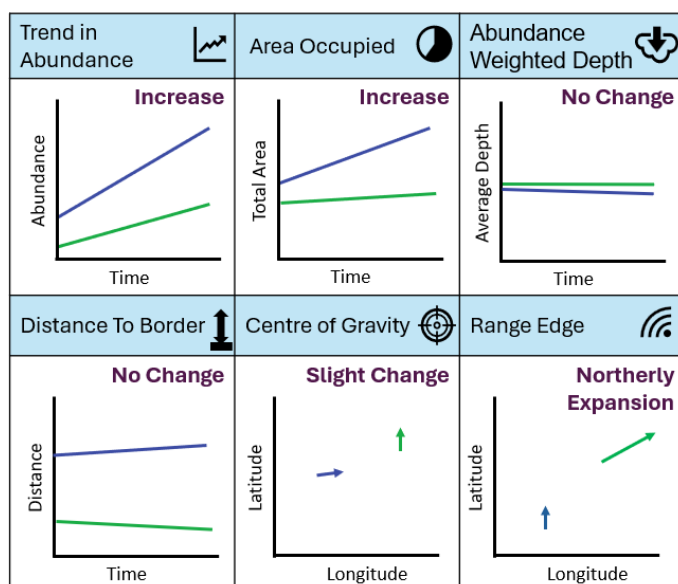 Trend in
Abundance
Area Occupied
Abundance
Weighted Depth
Increase
Abundance
Time
Increase
Total Area
Time
No Change
Average Depth
Time
Distance To Border
Centre of Gravity
Range Edge
No Change
Distance
Time
Slight Change
Latitude
Longitude
Northerly
Expansion
Latitude
Longitude